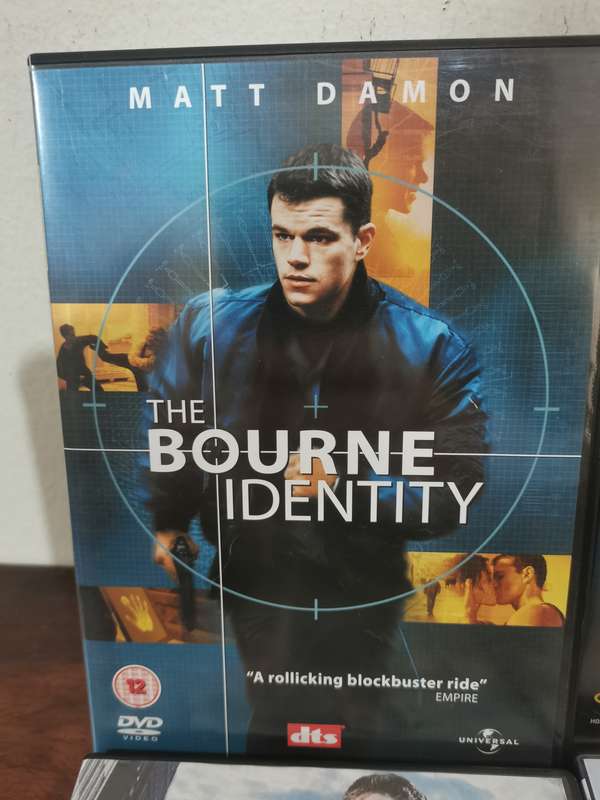 MATT DAMON
THE
BOURNE
IDENTITY
"A rollicking blockbuster ride"
EMPIRE
12
DVD
VIDEO
dts
UNIVERSAL